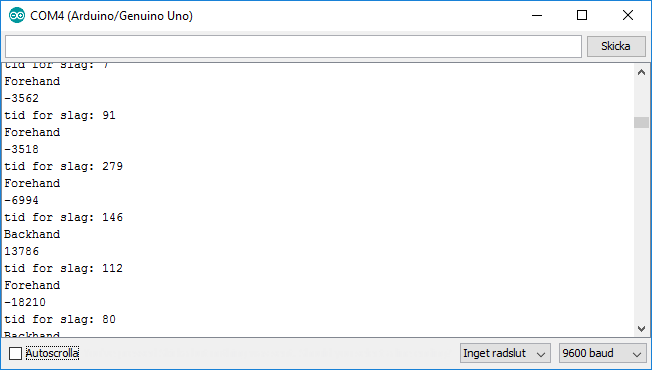 COM4 (Arduino/Genuino Uno)
Skicka
tid for slag: 7
Forehand
-3562
tid for slag: 91
Forehand
-3518
tid for slag: 279
Forehand
-6994
tid for slag: 146
Backhand
13786
tid for slag: 112
Forehand
-18210
tid for slag: 80
Backhand
Autoscrolla
Inget radslut
9600 baud